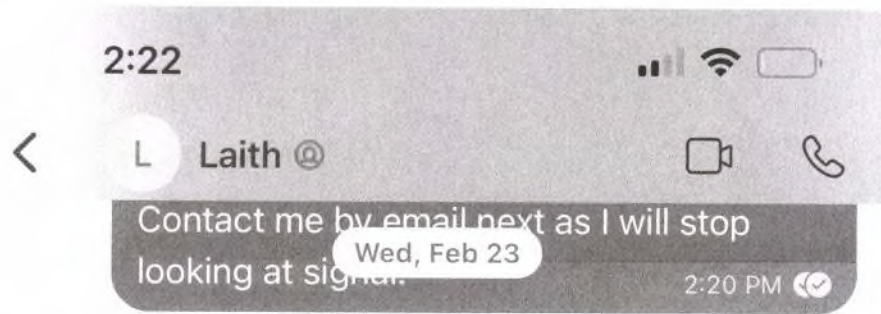 2:22
L Laith
Contact me by email next as I will stop
Wed, Feb 23
looking at signal.
2:20 PM